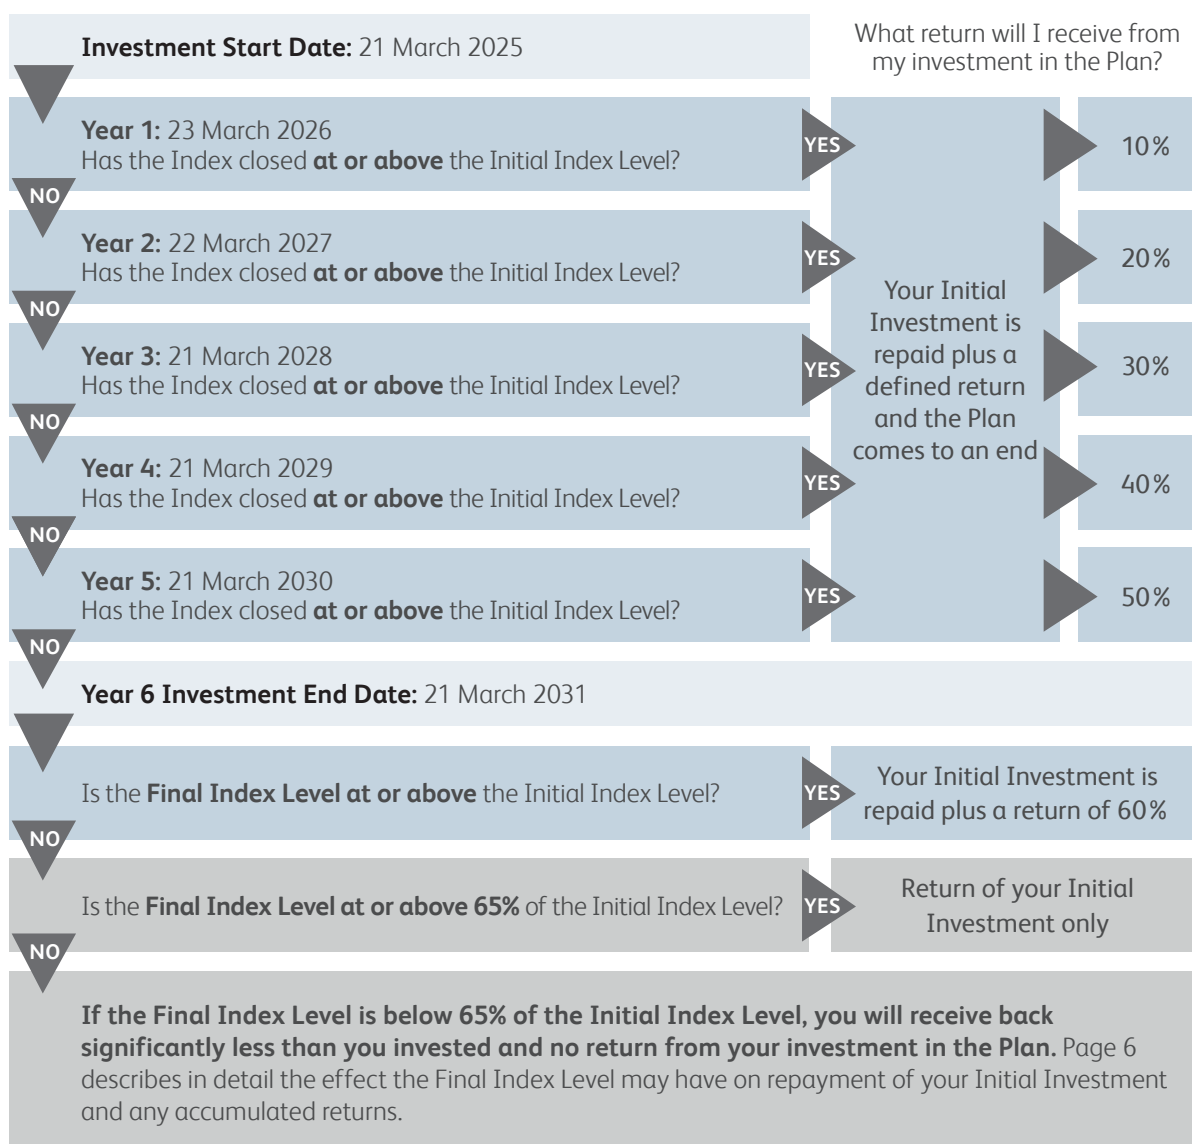 Investment Start Date: 21 March 2025
What return will I receive from
my investment in the Plan?
Year 1: 23 March 2026
Has the Index closed at or above the Initial Index Level?
YES
10%
NO
Year 2: 22 March 2027
Has the Index closed at or above the Initial Index Level?
YES
20%
NO
Year 3: 21 March 2028
Has the Index closed at or above the Initial Index Level?
YES
30%
NO
Year 4: 21 March 2029
Has the Index closed at or above the Initial Index Level?
YES
40%
NO
Year 5: 21 March 2030
Has the Index closed at or above the Initial Index Level?
YES
50%
Your Initial
Investment is
repaid plus a
defined return
and the Plan
comes to an end
NO
Year 6 Investment End Date: 21 March 2031
Is the Final Index Level at or above the Initial Index Level?
YES
Your Initial Investment is
repaid plus a return of 60%
NO
Is the Final Index Level at or above 65% of the Initial Index Level?
YES
Return of your Initial
Investment only
NO
If the Final Index Level is below 65% of the Initial Index Level, you will receive back
significantly less than you invested and no return from your investment in the Plan. Page 6
describes in detail the effect the Final Index Level may have on repayment of your Initial Investment
and any accumulated returns.